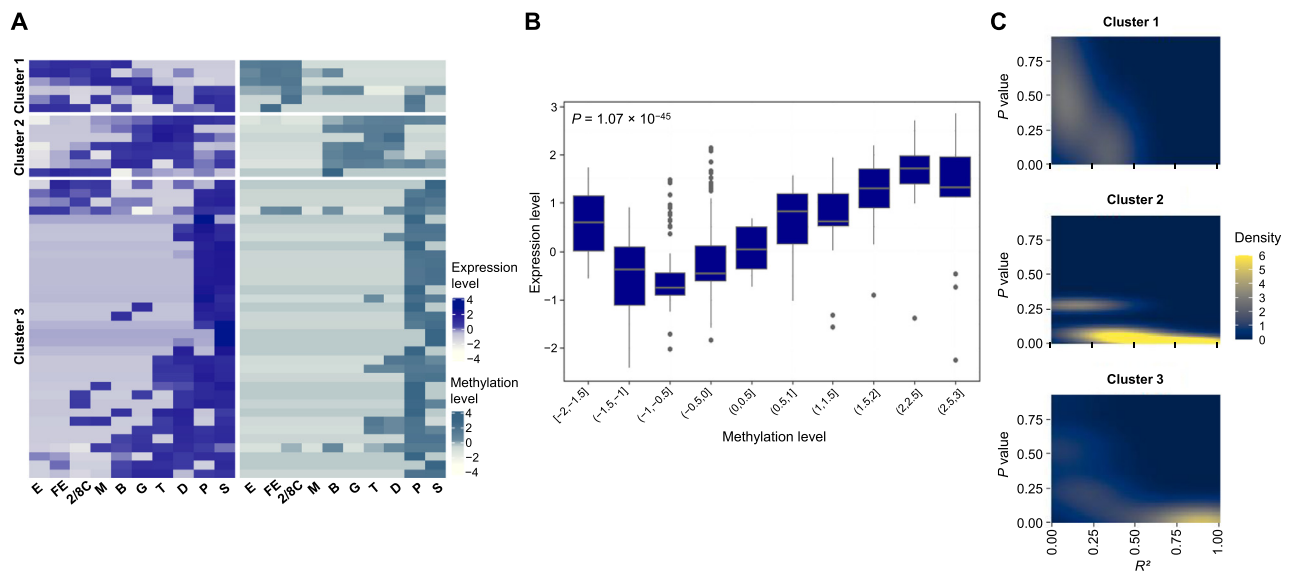 A
Cluster 1
Cluster 2
Cluster 3
E FE 2/8C M B G T D P S
E FE 2/8C M B G T D P S
Expression
level
4
2
0
−2
−4
Methylation
level
4
2
0
−2
−4
B
P = 1.07 × 10⁻⁴⁵
Expression level
3
2
1
0
−1
−2
[−2,−1.5] (−1.5,−1] (−1,−0.5] (−0.5,0] (0,0.5] (0.5,1] (1,1.5] (1.5,2] (2,2.5] (2.5,3]
Methylation level
C
Cluster 1
P value
0.75
0.50
0.25
0.00
Cluster 2
P value
0.75
0.50
0.25
0.00
Density
6
5
4
3
2
1
0
Cluster 3
P value
0.75
0.50
0.25
0.00
0.00 0.25 0.50 0.75 1.00
R²